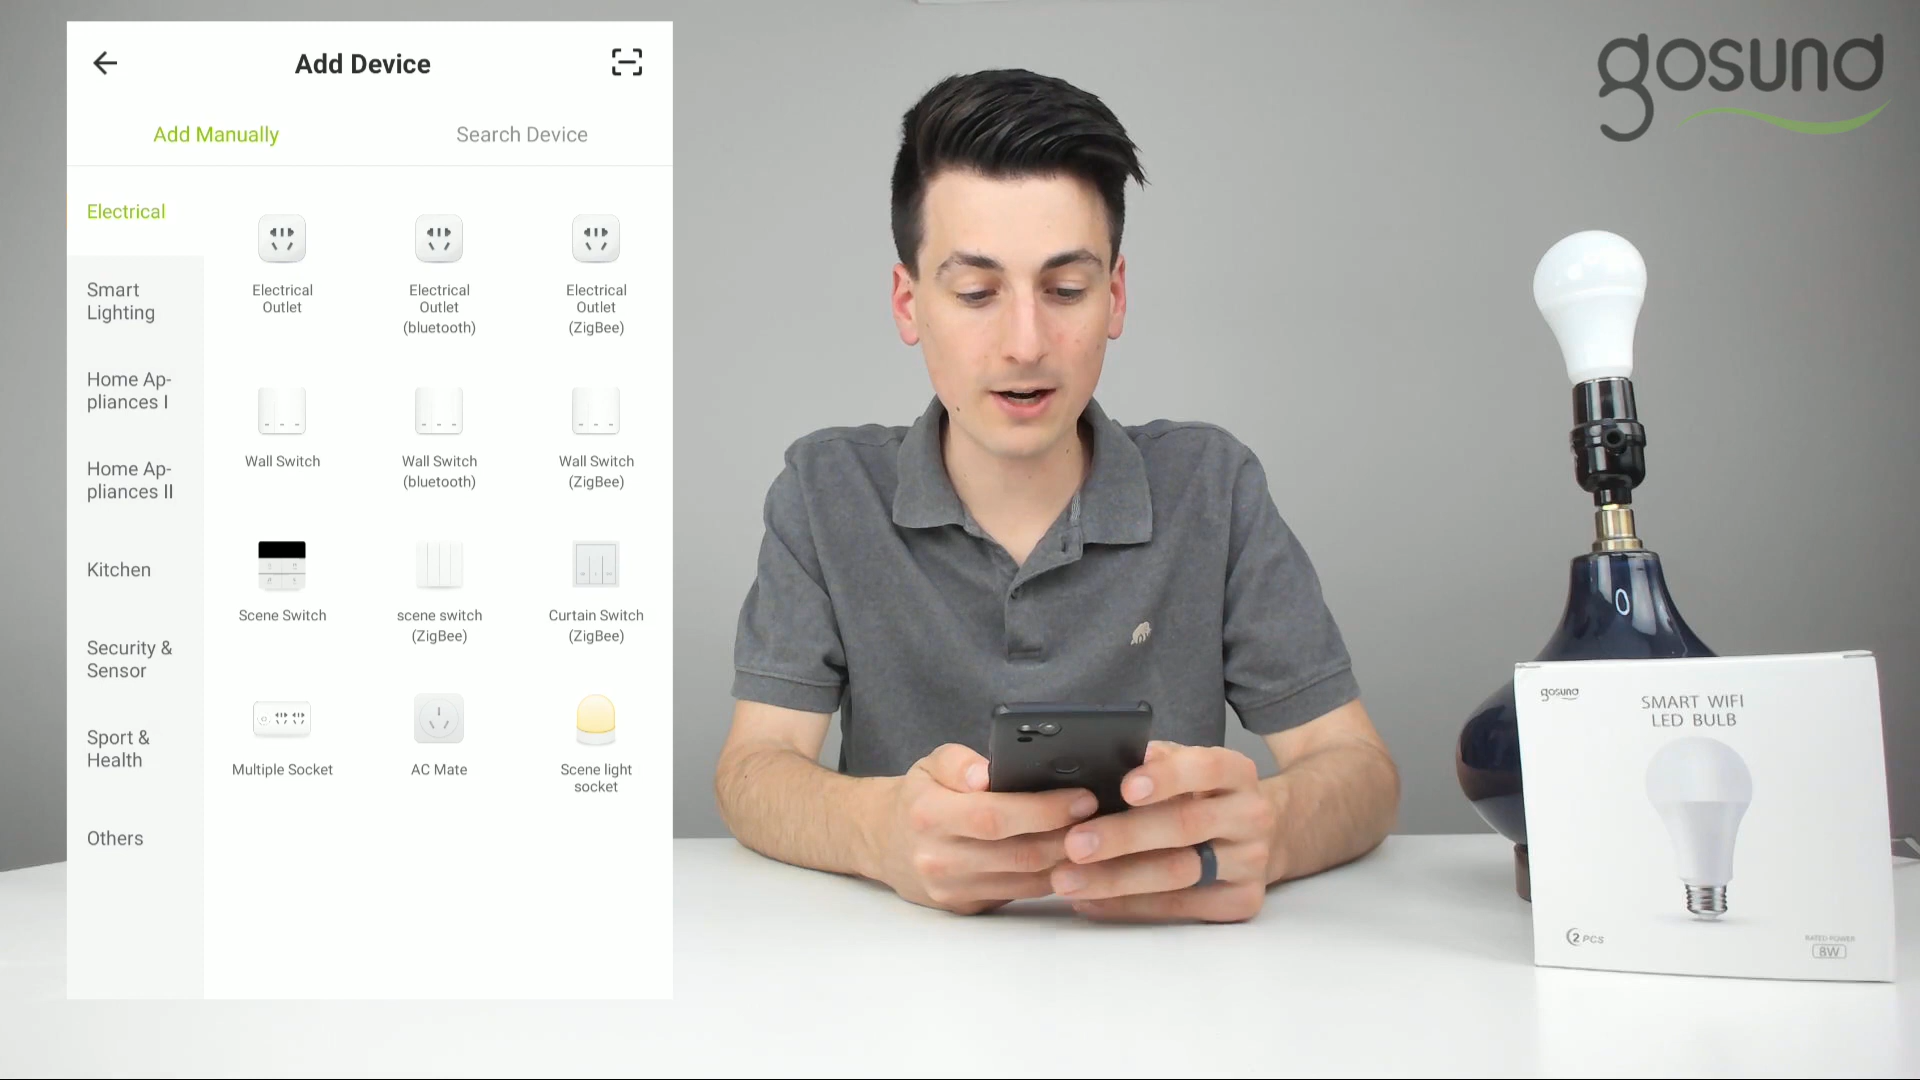 Add Device
Add Manually
Search Device
Electrical
Smart
Lighting
Home Ap-
pliances I
Home Ap-
pliances II
Kitchen
Security &
Sensor
Sport &
Health
Others
Electrical
Outlet
Electrical
Outlet
(bluetooth)
Electrical
Outlet
(ZigBee)
Wall Switch
Wall Switch
(bluetooth)
Wall Switch
(ZigBee)
Scene Switch
scene switch
(ZigBee)
Curtain Switch
(ZigBee)
Multiple Socket
AC Mate
Scene light
socket
gosund
gosund
SMART WIFI
LED BULB
2 PCS
RATED POWER
8W